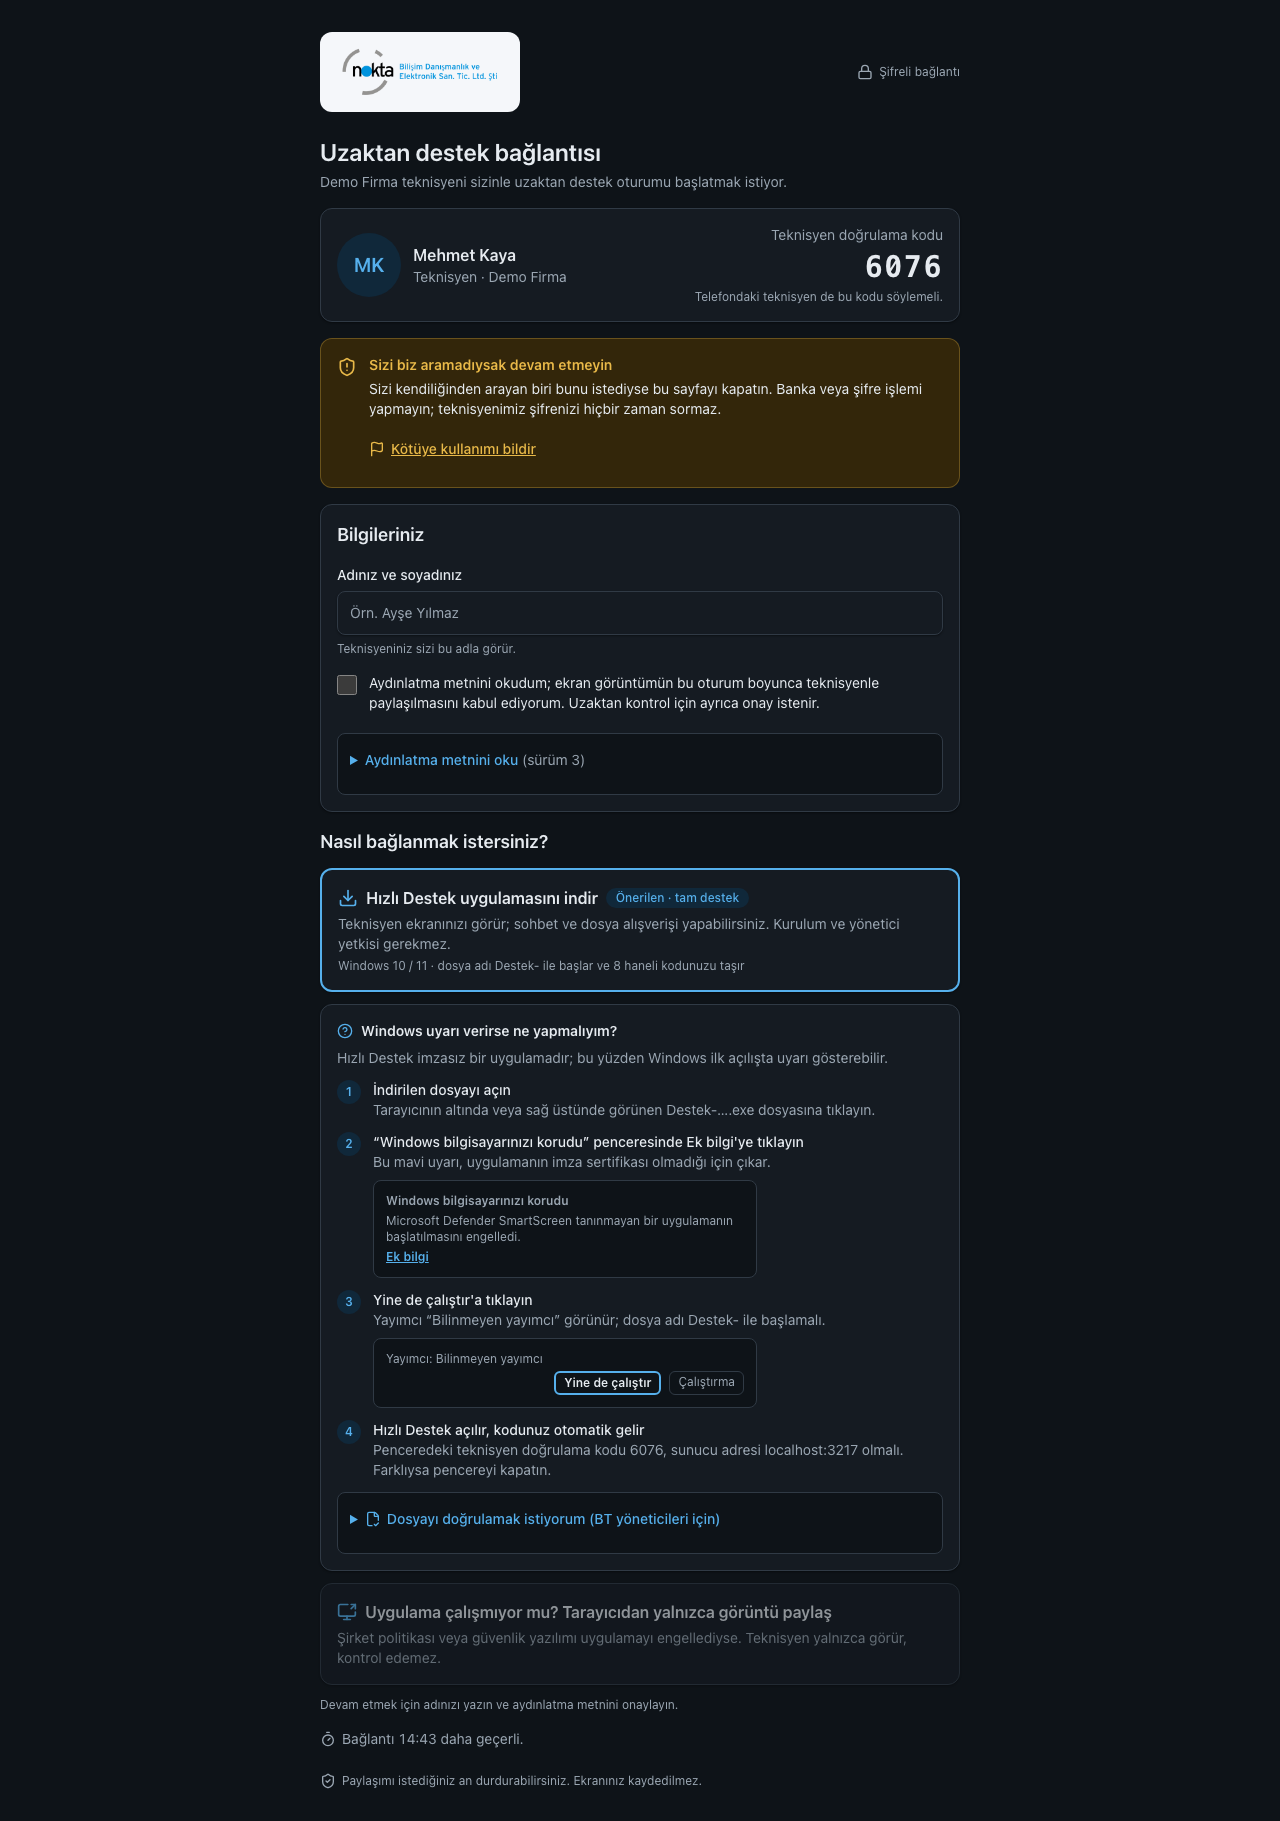 nokta Bilişim Danışmanlık ve
Elektronik San. Tic. Ltd. Şti
Şifreli bağlantı
Uzaktan destek bağlantısı
Demo Firma teknisyeni sizinle uzaktan destek oturumu başlatmak istiyor.
MK
Mehmet Kaya
Teknisyen · Demo Firma
Teknisyen doğrulama kodu
6076
Telefondaki teknisyen de bu kodu söylemeli.
Sizi biz aramadıysak devam etmeyin
Sizi kendiliğinden arayan biri bunu istediyse bu sayfayı kapatın. Banka veya şifre işlemi
yapmayın; teknisyenimiz şifrenizi hiçbir zaman sormaz.
Kötüye kullanımı bildir
Bilgileriniz
Adınız ve soyadınız
Örn. Ayşe Yılmaz
Teknisyeniniz sizi bu adla görür.
Aydınlatma metnini okudum; ekran görüntümün bu oturum boyunca teknisyenle
paylaşılmasını kabul ediyorum. Uzaktan kontrol için ayrıca onay istenir.
Aydınlatma metnini oku (sürüm 3)
Nasıl bağlanmak istersiniz?
Hızlı Destek uygulamasını indir Önerilen · tam destek
Teknisyen ekranınızı görür; sohbet ve dosya alışverişi yapabilirsiniz. Kurulum ve yönetici
yetkisi gerekmez.
Windows 10 / 11 · dosya adı Destek- ile başlar ve 8 haneli kodunuzu taşır
Windows uyarı verirse ne yapmalıyım?
Hızlı Destek imzasız bir uygulamadır; bu yüzden Windows ilk açılışta uyarı gösterebilir.
1 İndirilen dosyayı açın
Tarayıcının altında veya sağ üstünde görünen Destek-….exe dosyasına tıklayın.
2 “Windows bilgisayarınızı korudu” penceresinde Ek bilgi'ye tıklayın
Bu mavi uyarı, uygulamanın imza sertifikası olmadığı için çıkar.
Windows bilgisayarınızı korudu
Microsoft Defender SmartScreen tanınmayan bir uygulamanın
başlatılmasını engelledi.
Ek bilgi
3 Yine de çalıştır'a tıklayın
Yayımcı “Bilinmeyen yayımcı” görünür; dosya adı Destek- ile başlamalı.
Yayımcı: Bilinmeyen yayımcı
Yine de çalıştır Çalıştırma
4 Hızlı Destek açılır, kodunuz otomatik gelir
Penceredeki teknisyen doğrulama kodu 6076, sunucu adresi localhost:3217 olmalı.
Farklıysa pencereyi kapatın.
Dosyayı doğrulamak istiyorum (BT yöneticileri için)
Uygulama çalışmıyor mu? Tarayıcıdan yalnızca görüntü paylaş
Şirket politikası veya güvenlik yazılımı uygulamayı engellediyse. Teknisyen yalnızca görür,
kontrol edemez.
Devam etmek için adınızı yazın ve aydınlatma metnini onaylayın.
Bağlantı 14:43 daha geçerli.
Paylaşımı istediğiniz an durdurabilirsiniz. Ekranınız kaydedilmez.